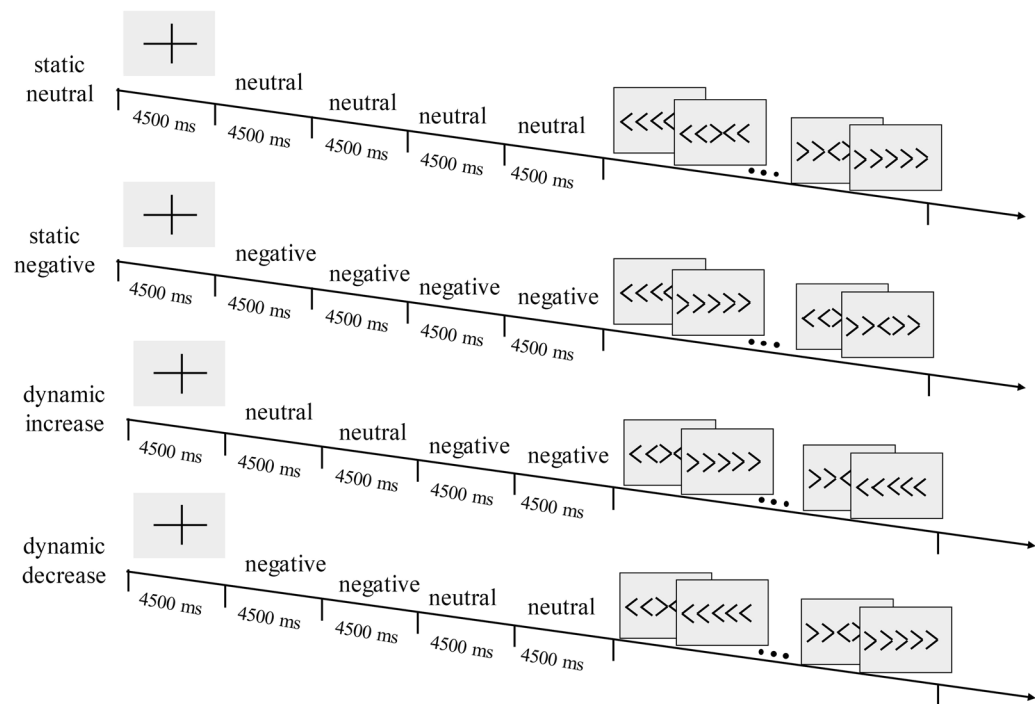 static
neutral
neutral
neutral
neutral
neutral
4500 ms
4500 ms
4500 ms
4500 ms
4500 ms
<<<<
<<><<
>><>
>>>>>
static
negative
negative
negative
negative
negative
4500 ms
4500 ms
4500 ms
4500 ms
4500 ms
<<<<
>>>>>
<<>
>><>>
dynamic
increase
neutral
neutral
negative
negative
4500 ms
4500 ms
4500 ms
4500 ms
4500 ms
<<><
>>>>>
>><
<<<<<
dynamic
decrease
negative
negative
neutral
neutral
4500 ms
4500 ms
4500 ms
4500 ms
4500 ms
<<><
<<<<<
>><>
>>>>>